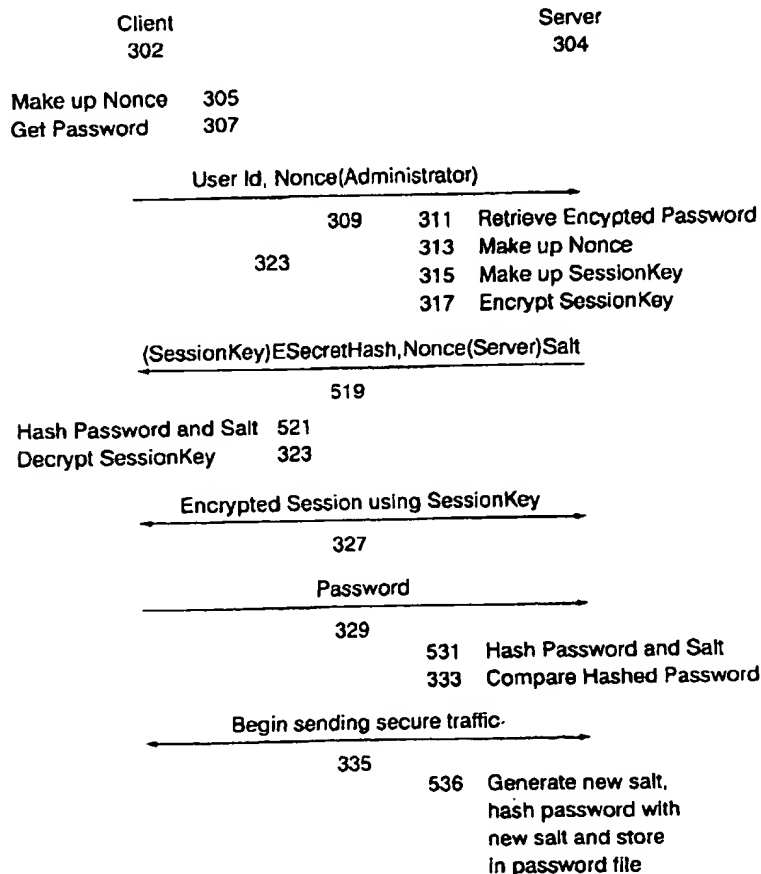 Client Server
302 304
Make up Nonce 305
Get Password 307
User Id, Nonce(Administrator)
309 311 Retrieve Encypted Password
323 313 Make up Nonce
315 Make up SessionKey
317 Encrypt SessionKey
(SessionKey)ESecretHash,Nonce(Server)Salt
519
Hash Password and Salt 521
Decrypt SessionKey 323
Encrypted Session using SessionKey
327
Password
329
531 Hash Password and Salt
333 Compare Hashed Password
Begin sending secure traffic
335
536 Generate new salt,
hash password with
new salt and store
in password file